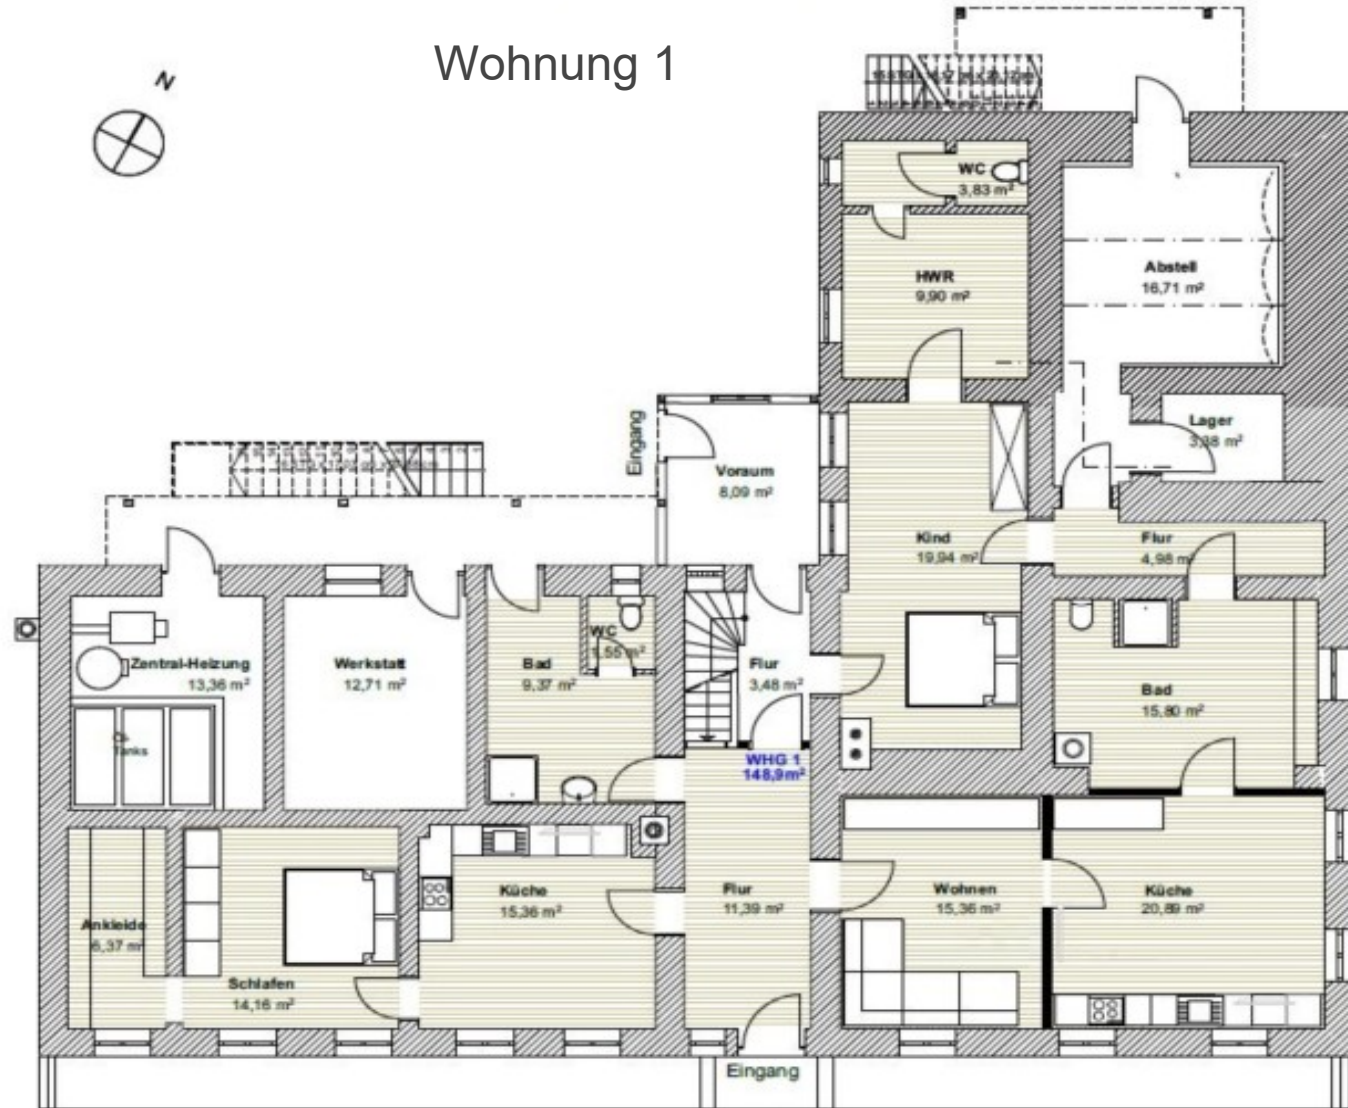 Wohnung 1
N
WC
3,83 m²
HWR
9,90 m²
Abstell
16,71 m²
Lager
3,38 m²
Eingang
Voraum
8,09 m²
Kind
19,94 m²
Flur
4,98 m²
Zentral-Heizung
13,36 m²
Werkstatt
12,71 m²
Bad
9,37 m²
WC
1,55 m²
Flur
3,48 m²
Bad
15,80 m²
Tanks
WHG 1
148,9m²
Ankleide
6,37 m²
Schlafen
14,16 m²
Küche
15,36 m²
Flur
11,39 m²
Wohnen
15,36 m²
Küche
20,89 m²
Eingang